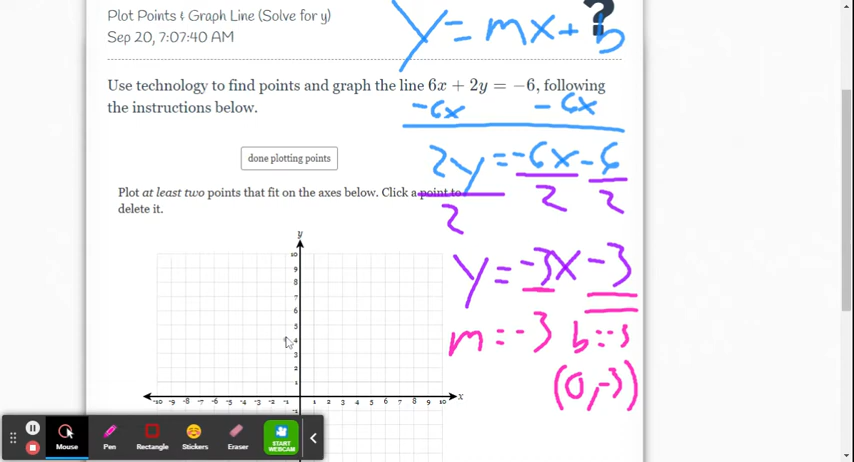 Plot Points & Graph Line (Solve for y)
Sep 20, 7:07:40 AM
y = mx + b
?
Use technology to find points and graph the line 6x + 2y = −6, following
the instructions below.
-6x -6x
2y = -6x - 6
2 2 2
done plotting points
Plot at least two points that fit on the axes below. Click a point to
delete it.
y = -3x - 3
m = -3 b = -3
(0,-3)
y
10
9
8
7
6
5
4
3
2
1
-10 -9 -8 -7 -6 -5 -4 -3 -2 -1 1 2 3 4 5 6 7 8 9 10 x
-1
Mouse Pen Rectangle Stickers Eraser START WEBCAM